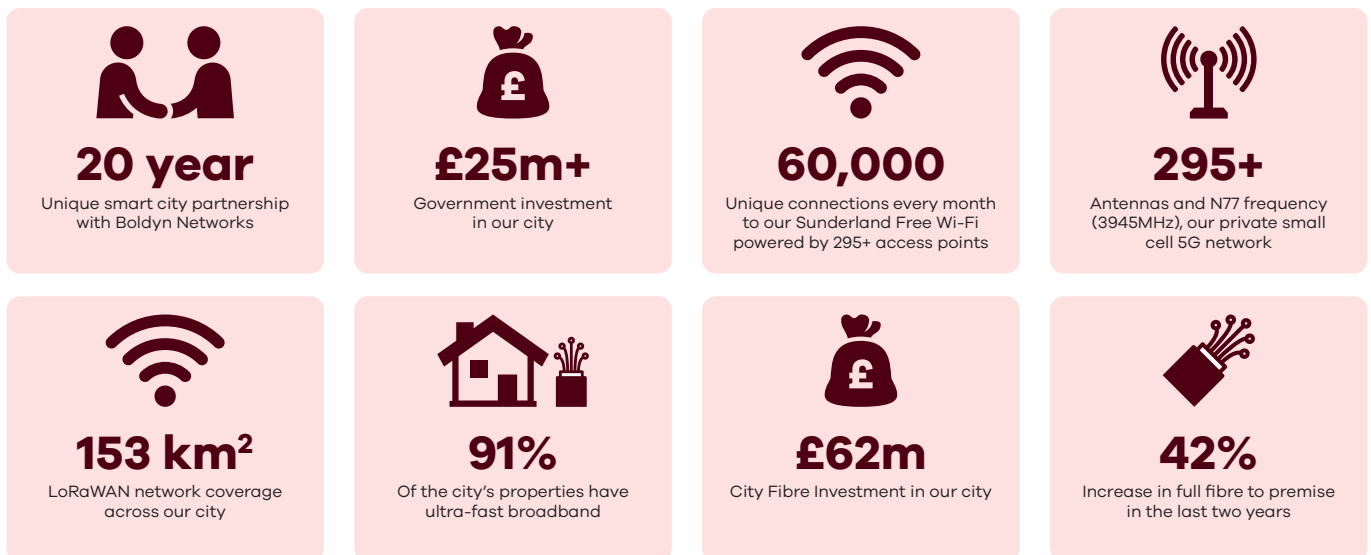 £
20 year
Unique smart city partnership
with Boldyn Networks
£25m+
Government investment
in our city
60,000
Unique connections every month
to our Sunderland Free Wi-Fi
powered by 295+ access points
295+
Antennas and N77 frequency
(3945MHz), our private small
cell 5G network
£
153 km²
LoRaWAN network coverage
across our city
91%
Of the city's properties have
ultra-fast broadband
£62m
City Fibre Investment in our city
42%
Increase in full fibre to premise
in the last two years